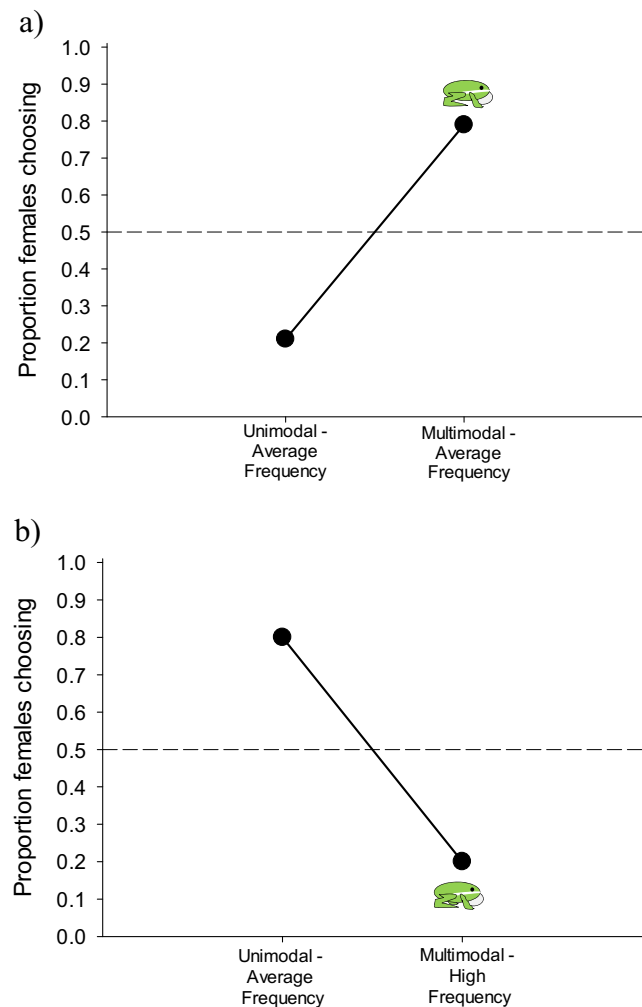 a)
Proportion females choosing
1.0
0.9
0.8
0.7
0.6
0.5
0.4
0.3
0.2
0.1
0.0
Unimodal -
Average
Frequency
Multimodal -
Average
Frequency
b)
Proportion females choosing
1.0
0.9
0.8
0.7
0.6
0.5
0.4
0.3
0.2
0.1
0.0
Unimodal -
Average
Frequency
Multimodal -
High
Frequency